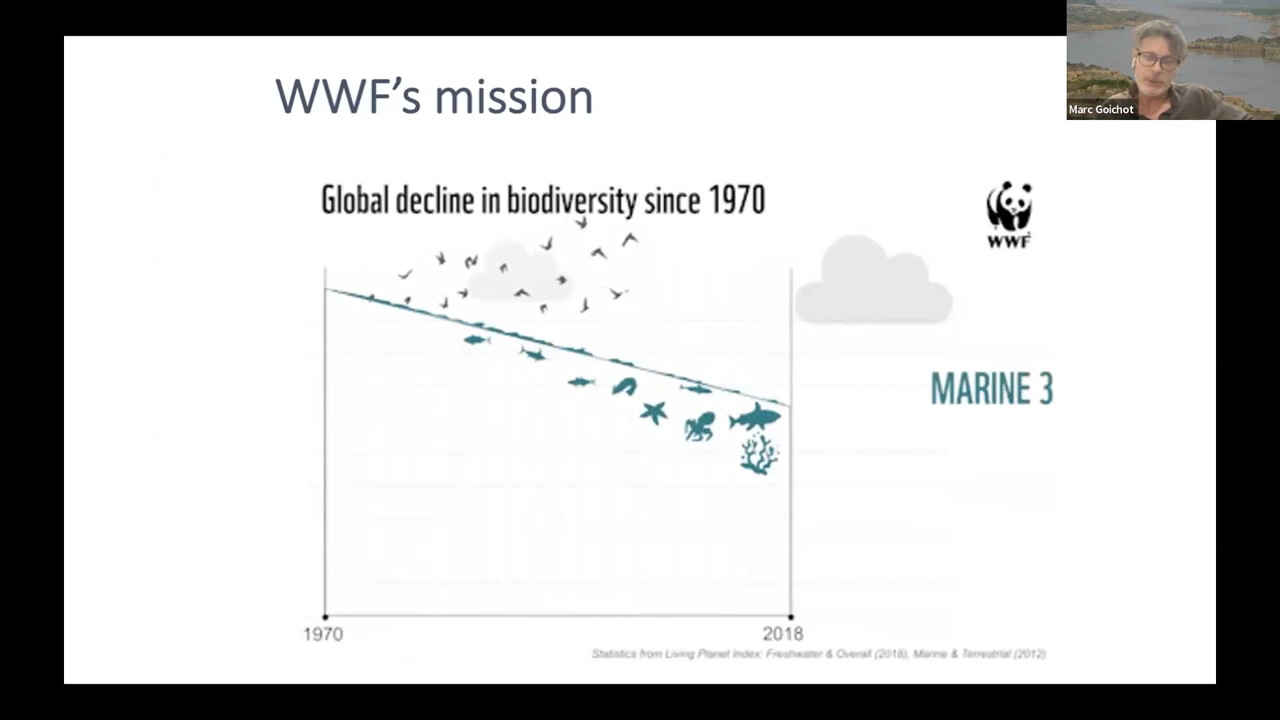 WWF's mission
Marc Goichot
Global decline in biodiversity since 1970
WWF
MARINE 3
1970
2018
Statistics from Living Planet Index: Freshwater & Overall (2018), Marine & Terrestrial (2012)